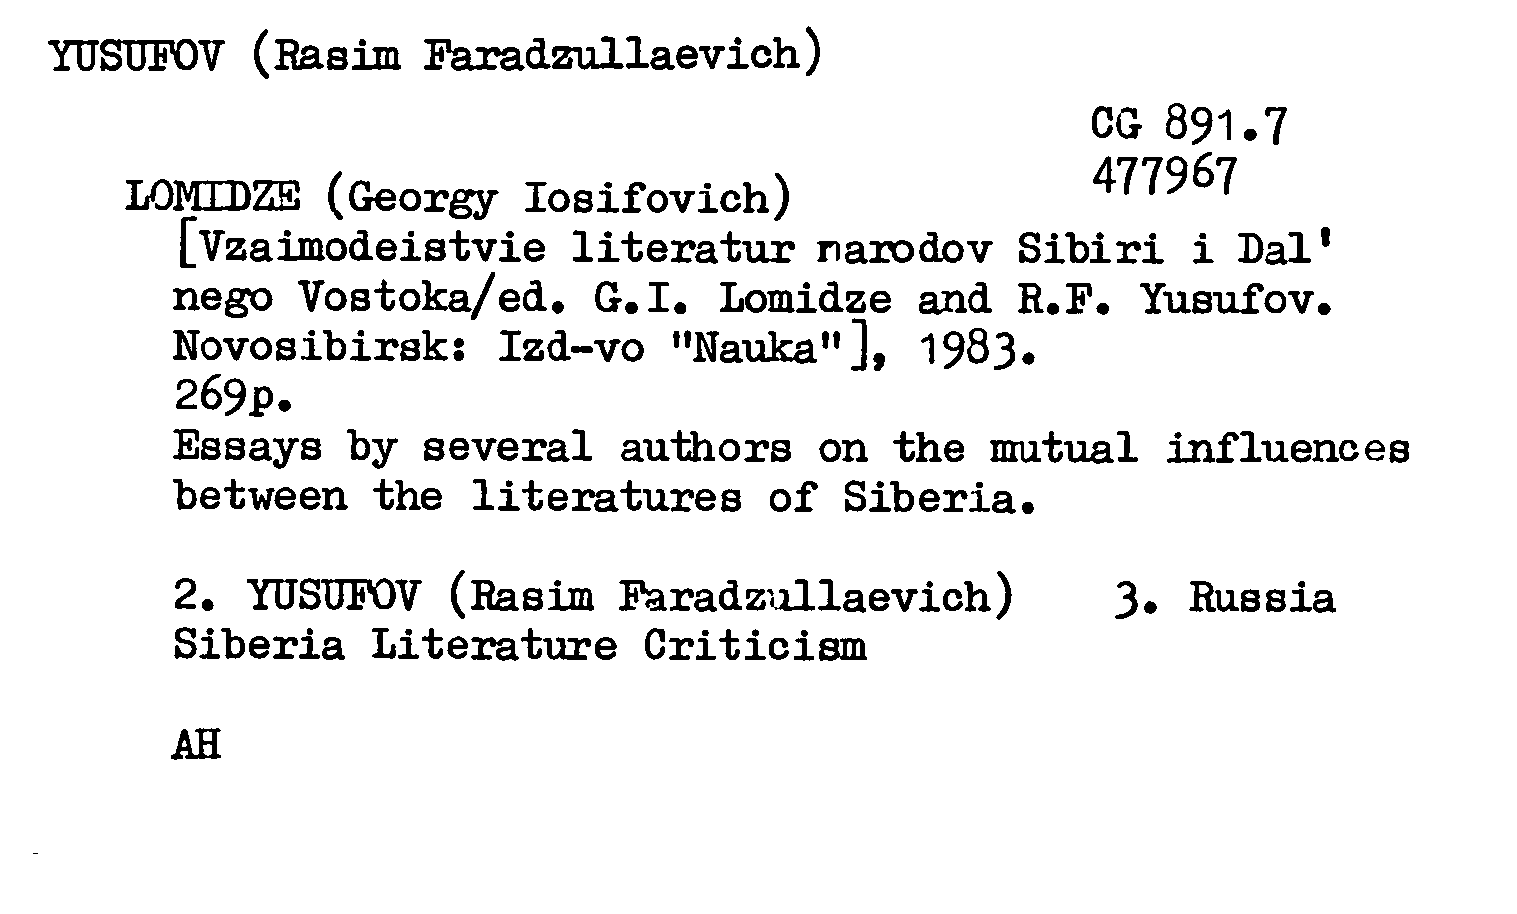 YUSUFOV (Rasim Faradzullaevich)
CG 891.7
477967
LOMIDZE (Georgy Iosifovich)
[Vzaimodeistvie literatur narodov Sibiri i Dal'
nego Vostoka/ed. G.I. Lomidze and R.F. Yusufov.
Novosibirsk: Izd-vo "Nauka"], 1983.
269p.
Essays by several authors on the mutual influences
between the literatures of Siberia.
2. YUSUFOV (Rasim Faradzullaevich) 3. Russia
Siberia Literature Criticism
AH